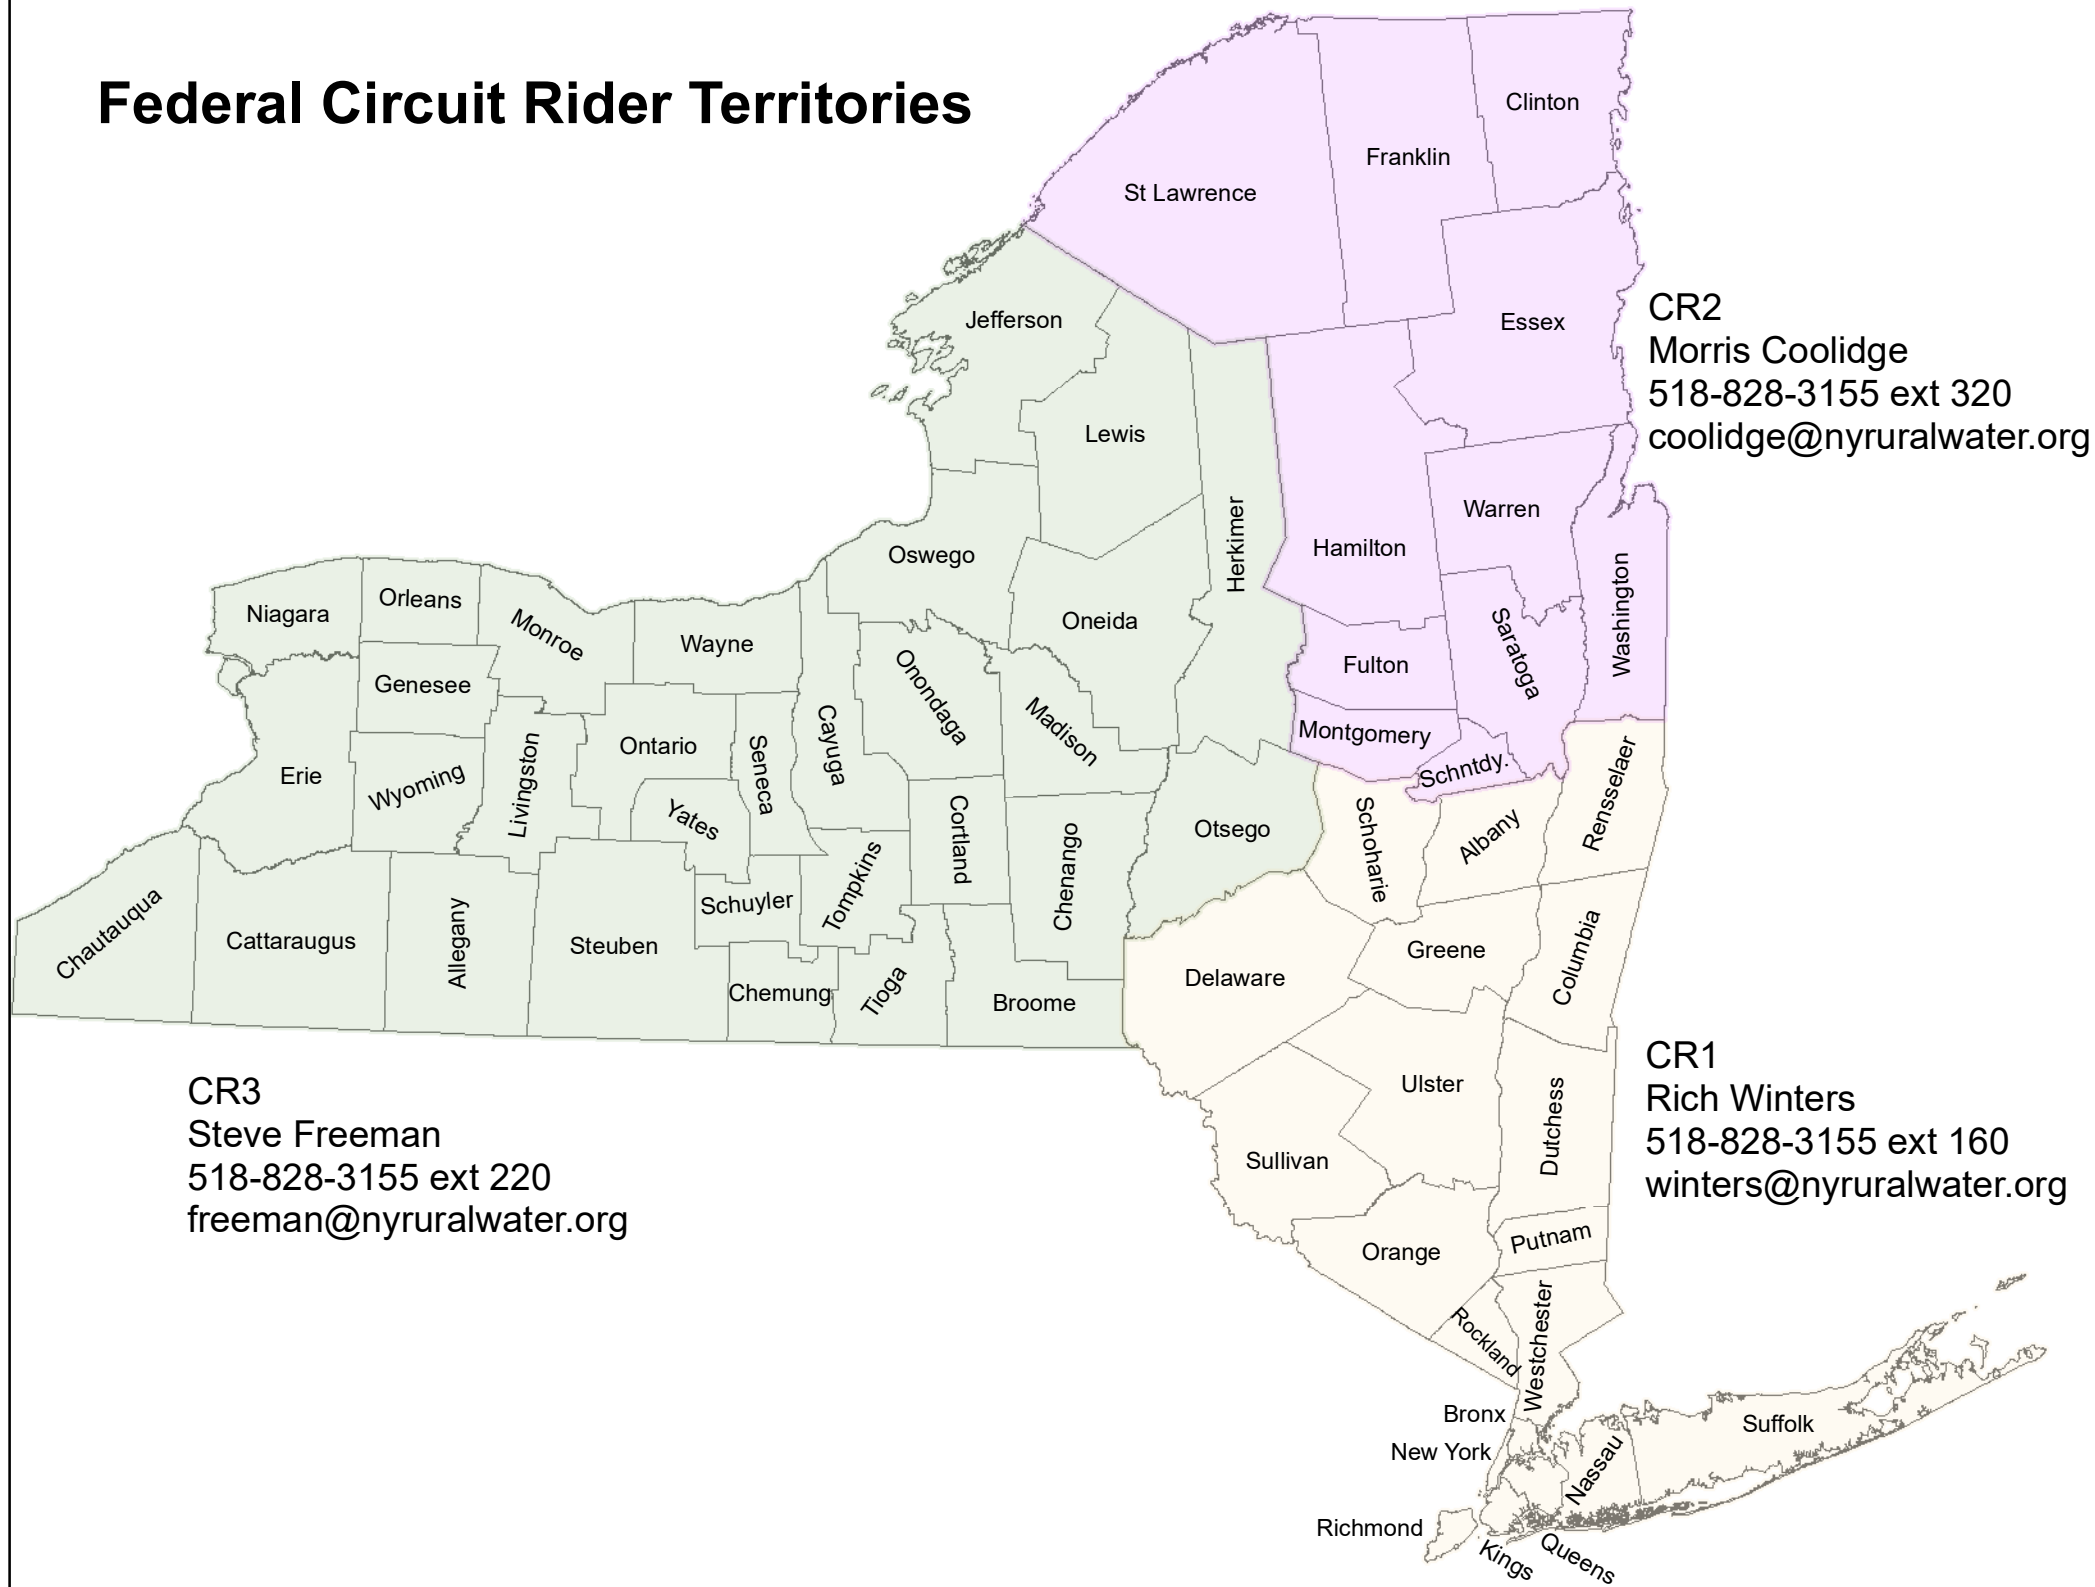 Federal Circuit Rider Territories
Clinton
Franklin
St Lawrence
Essex
Jefferson
CR2
Morris Coolidge
518-828-3155 ext 320
coolidge@nyruralwater.org
Lewis
Herkimer
Hamilton
Warren
Washington
Oswego
Oneida
Saratoga
Fulton
Montgomery
Schntdy.
Niagara
Orleans
Monroe
Wayne
Genesee
Onondaga
Madison
Cayuga
Ontario
Seneca
Livingston
Erie
Wyoming
Yates
Cortland
Chenango
Otsego
Schoharie
Albany
Rensselaer
Chautauqua
Cattaraugus
Allegany
Steuben
Schuyler
Tompkins
Chemung
Tioga
Broome
Delaware
Greene
Columbia
CR3
Steve Freeman
518-828-3155 ext 220
freeman@nyruralwater.org
CR1
Rich Winters
518-828-3155 ext 160
winters@nyruralwater.org
Ulster
Dutchess
Sullivan
Orange
Putnam
Rockland
Westchester
Bronx
New York
Nassau
Suffolk
Richmond
Kings
Queens